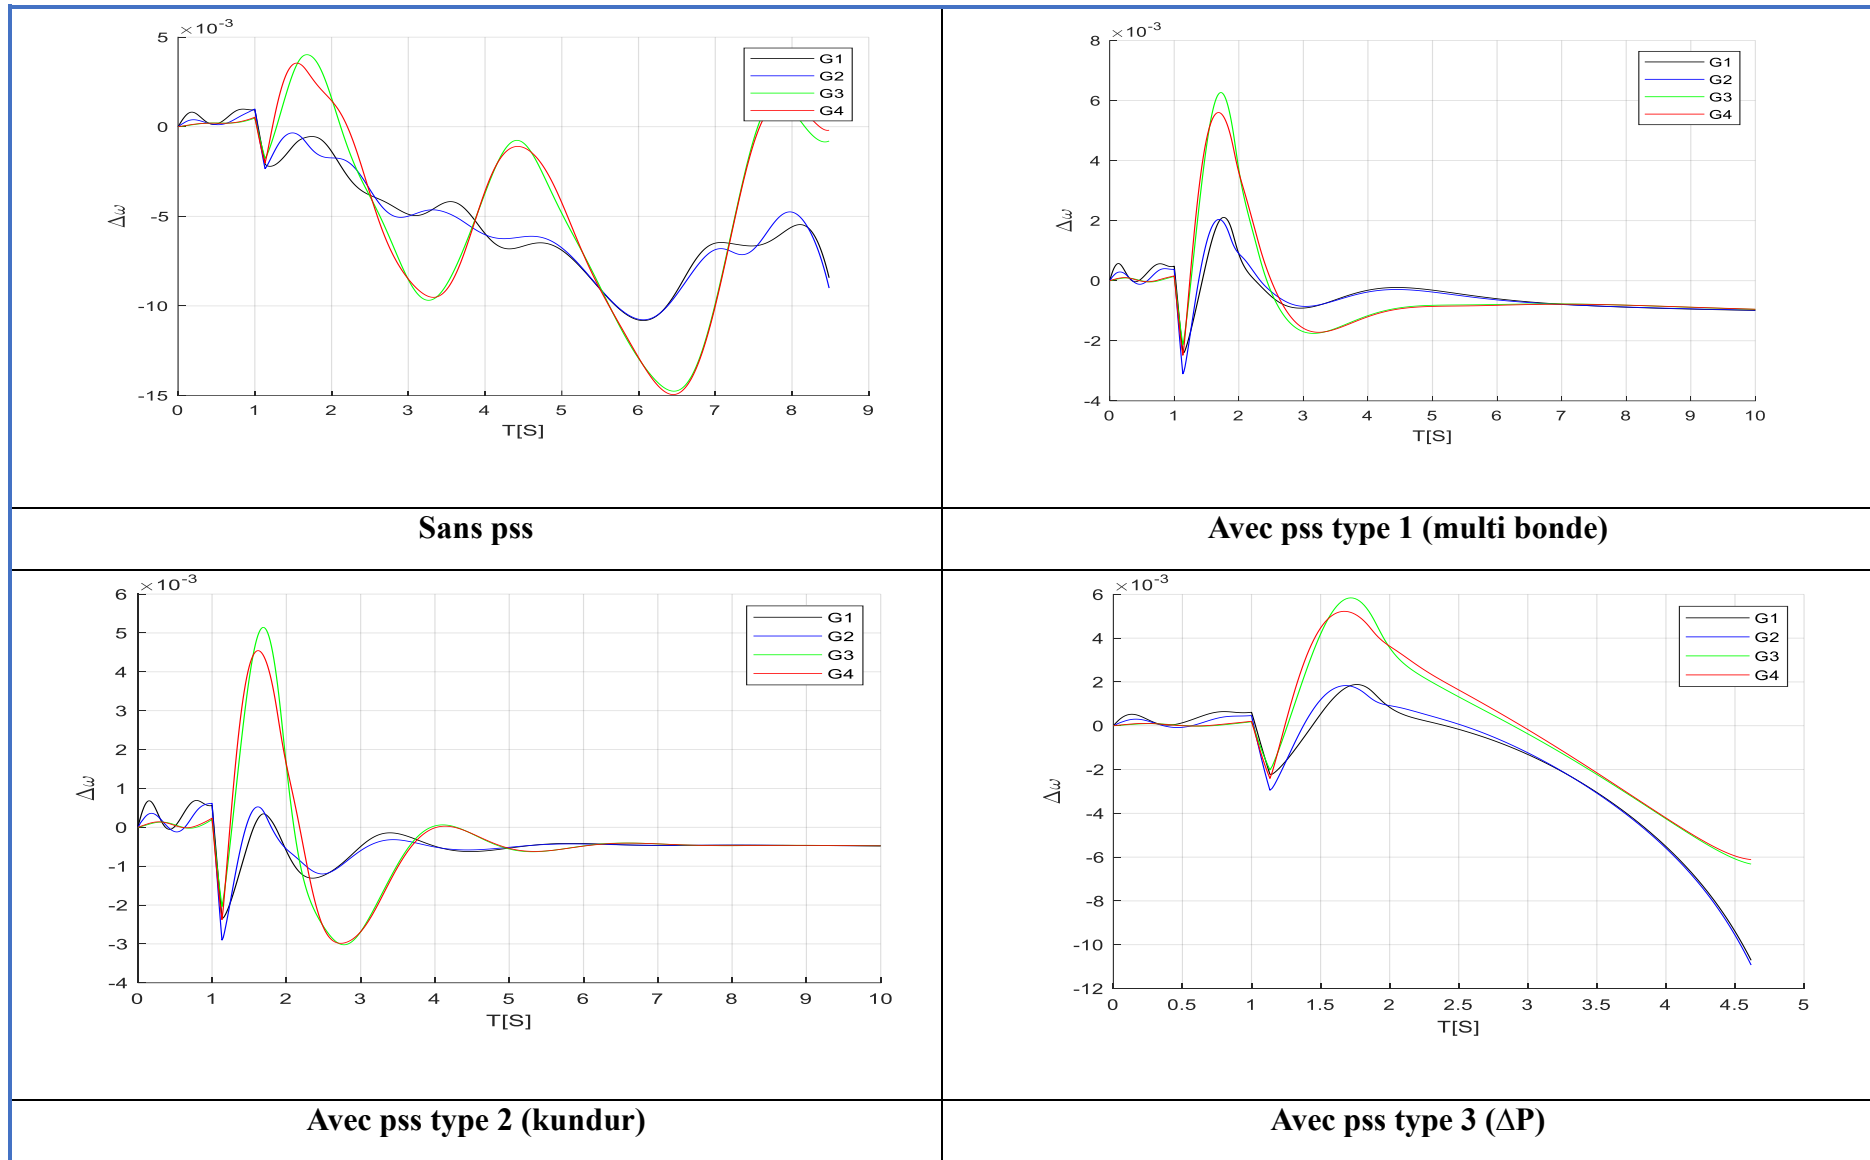 ×10⁻³
5
0
-5
-10
-15
Δω
0 1 2 3 4 5 6 7 8 9
T[S]
G1
G2
G3
G4
×10⁻³
8
6
4
2
0
-2
-4
Δω
0 1 2 3 4 5 6 7 8 9 10
T[S]
G1
G2
G3
G4
Sans pss
Avec pss type 1 (multi bonde)
×10⁻³
6
5
4
3
2
1
0
-1
-2
-3
-4
Δω
0 1 2 3 4 5 6 7 8 9 10
T[S]
G1
G2
G3
G4
×10⁻³
6
4
2
0
-2
-4
-6
-8
-10
-12
Δω
0 0.5 1 1.5 2 2.5 3 3.5 4 4.5 5
T[S]
G1
G2
G3
G4
Avec pss type 2 (kundur)
Avec pss type 3 (ΔP)